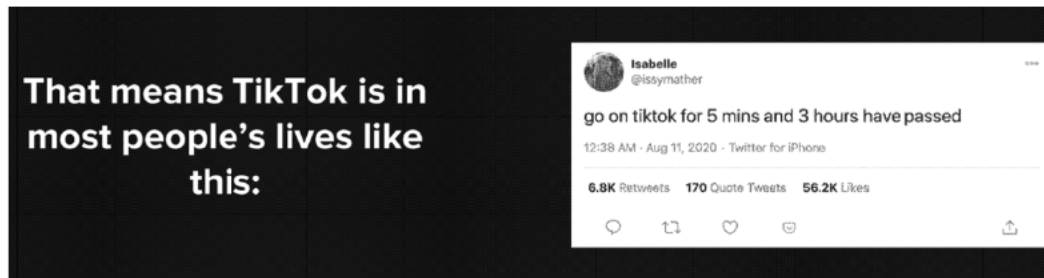 That means TikTok is in
most people's lives like
this:
Isabelle
@issymather
go on tiktok for 5 mins and 3 hours have passed
12:38 AM · Aug 11, 2020 · Twitter for iPhone
6.8K Retweets 170 Quote Tweets 56.2K Likes